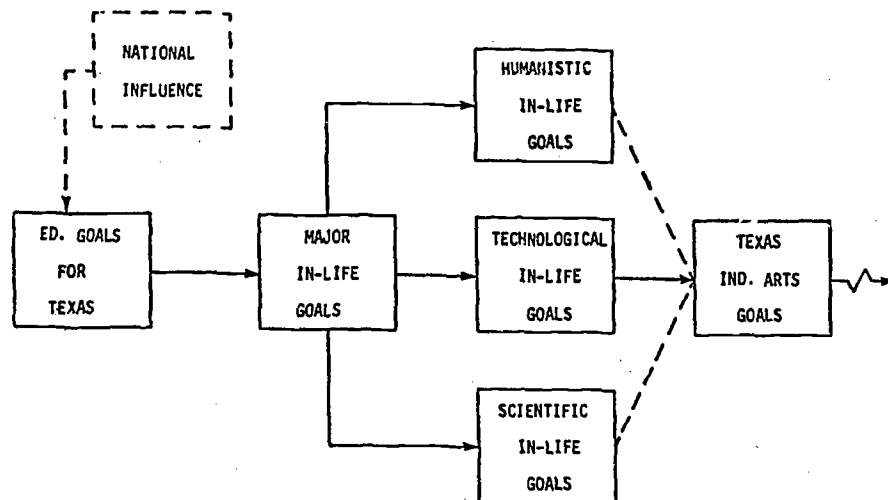 NATIONAL
INFLUENCE
HUMANISTIC
IN-LIFE
GOALS
ED. GOALS
FOR
TEXAS
MAJOR
IN-LIFE
GOALS
TECHNOLOGICAL
IN-LIFE
GOALS
TEXAS
IND. ARTS
GOALS
SCIENTIFIC
IN-LIFE
GOALS